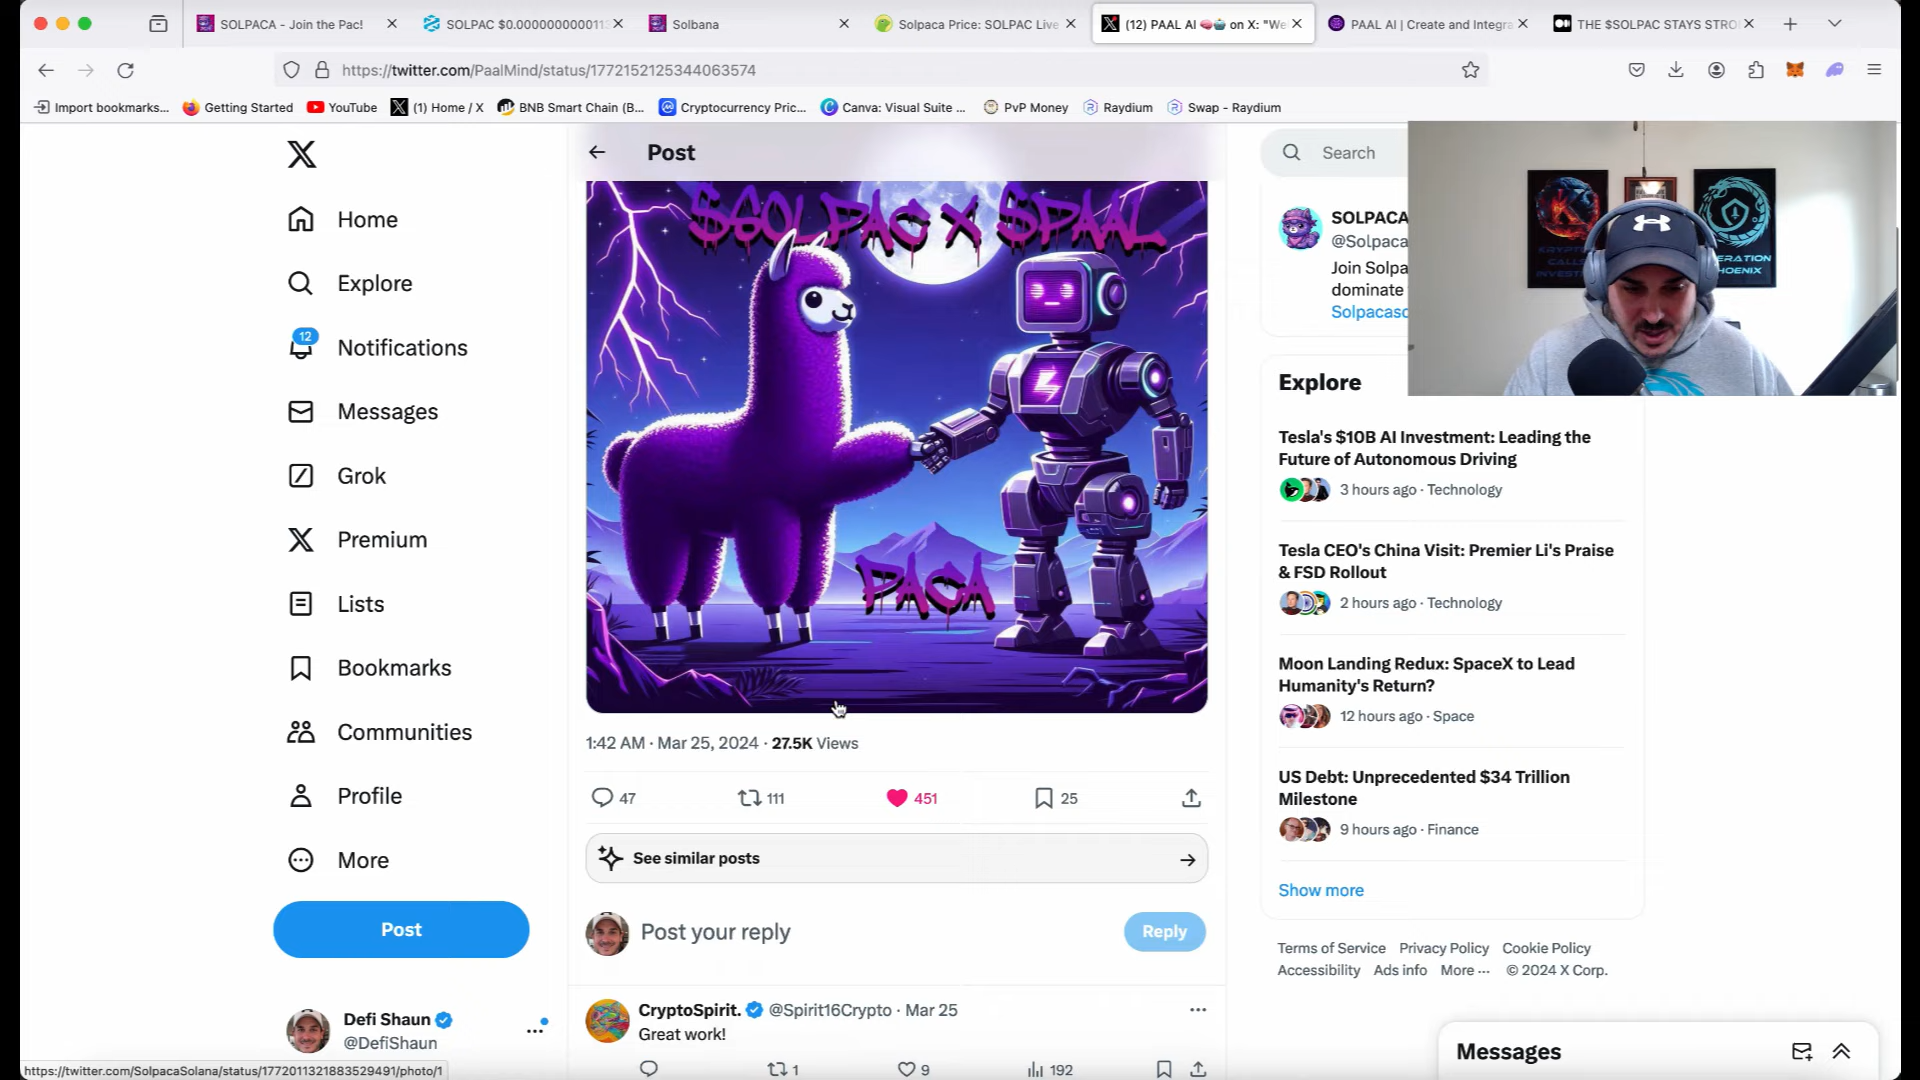 SOLPACA - Join the Pac!
SOLPAC $0.0000000000113
Solbana
Solpaca Price: SOLPAC Live
(12) PAAL AI 🧠🤖 on X: "We
PAAL AI | Create and Integra
THE $SOLPAC STAYS STRO
https://twitter.com/PaalMind/status/1772152125344063574
Import bookmarks...
Getting Started
YouTube
(1) Home / X
BNB Smart Chain (B...
Cryptocurrency Pric...
Canva: Visual Suite ...
PvP Money
Raydium
Swap - Raydium
Home
Explore
12
Notifications
Messages
Grok
Premium
Lists
Bookmarks
Communities
Profile
More
Post
Defi Shaun
@DefiShaun
...
https://twitter.com/SolpacaSolana/status/1772011321883529491/photo/1
Post
$SOLPAC X $PAAL
PACA
1:42 AM · Mar 25, 2024 · 27.5K Views
47
111
451
25
See similar posts
Post your reply
Reply
CryptoSpirit. @Spirit16Crypto · Mar 25
Great work!
1
9
192
Search
SOLPACA
@Solpaca
Join Solpa
dominate
Solpacaso
KRYPTO
CALLS
INVEST
ERATION
HOENIX
Explore
Tesla's $10B AI Investment: Leading the
Future of Autonomous Driving
3 hours ago · Technology
Tesla CEO's China Visit: Premier Li's Praise
& FSD Rollout
2 hours ago · Technology
Moon Landing Redux: SpaceX to Lead
Humanity's Return?
12 hours ago · Space
US Debt: Unprecedented $34 Trillion
Milestone
9 hours ago · Finance
Show more
Terms of Service Privacy Policy Cookie Policy
Accessibility Ads info More ... © 2024 X Corp.
Messages